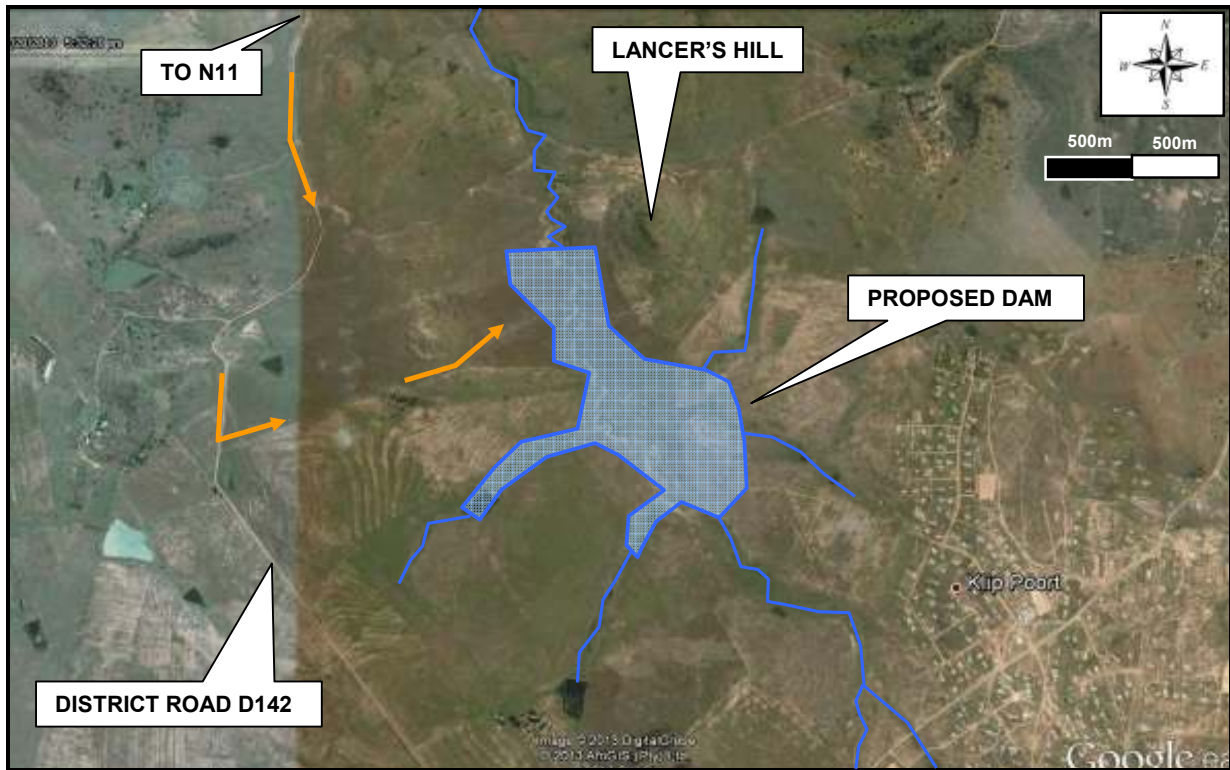 TO N11
LANCER'S HILL
N
W E
S
500m 500m
PROPOSED DAM
Klip Poort
DISTRICT ROAD D142
Image © 2013 DigitalGlobe
© 2013 AfriGIS (Pty) Ltd.
Google